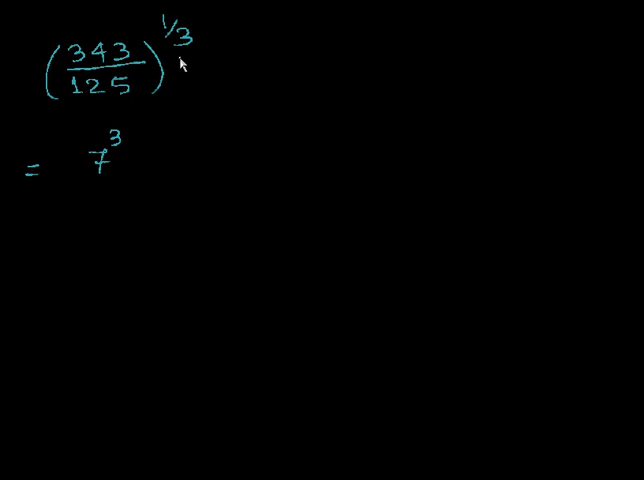 (343/125)^1/3
= 7^3